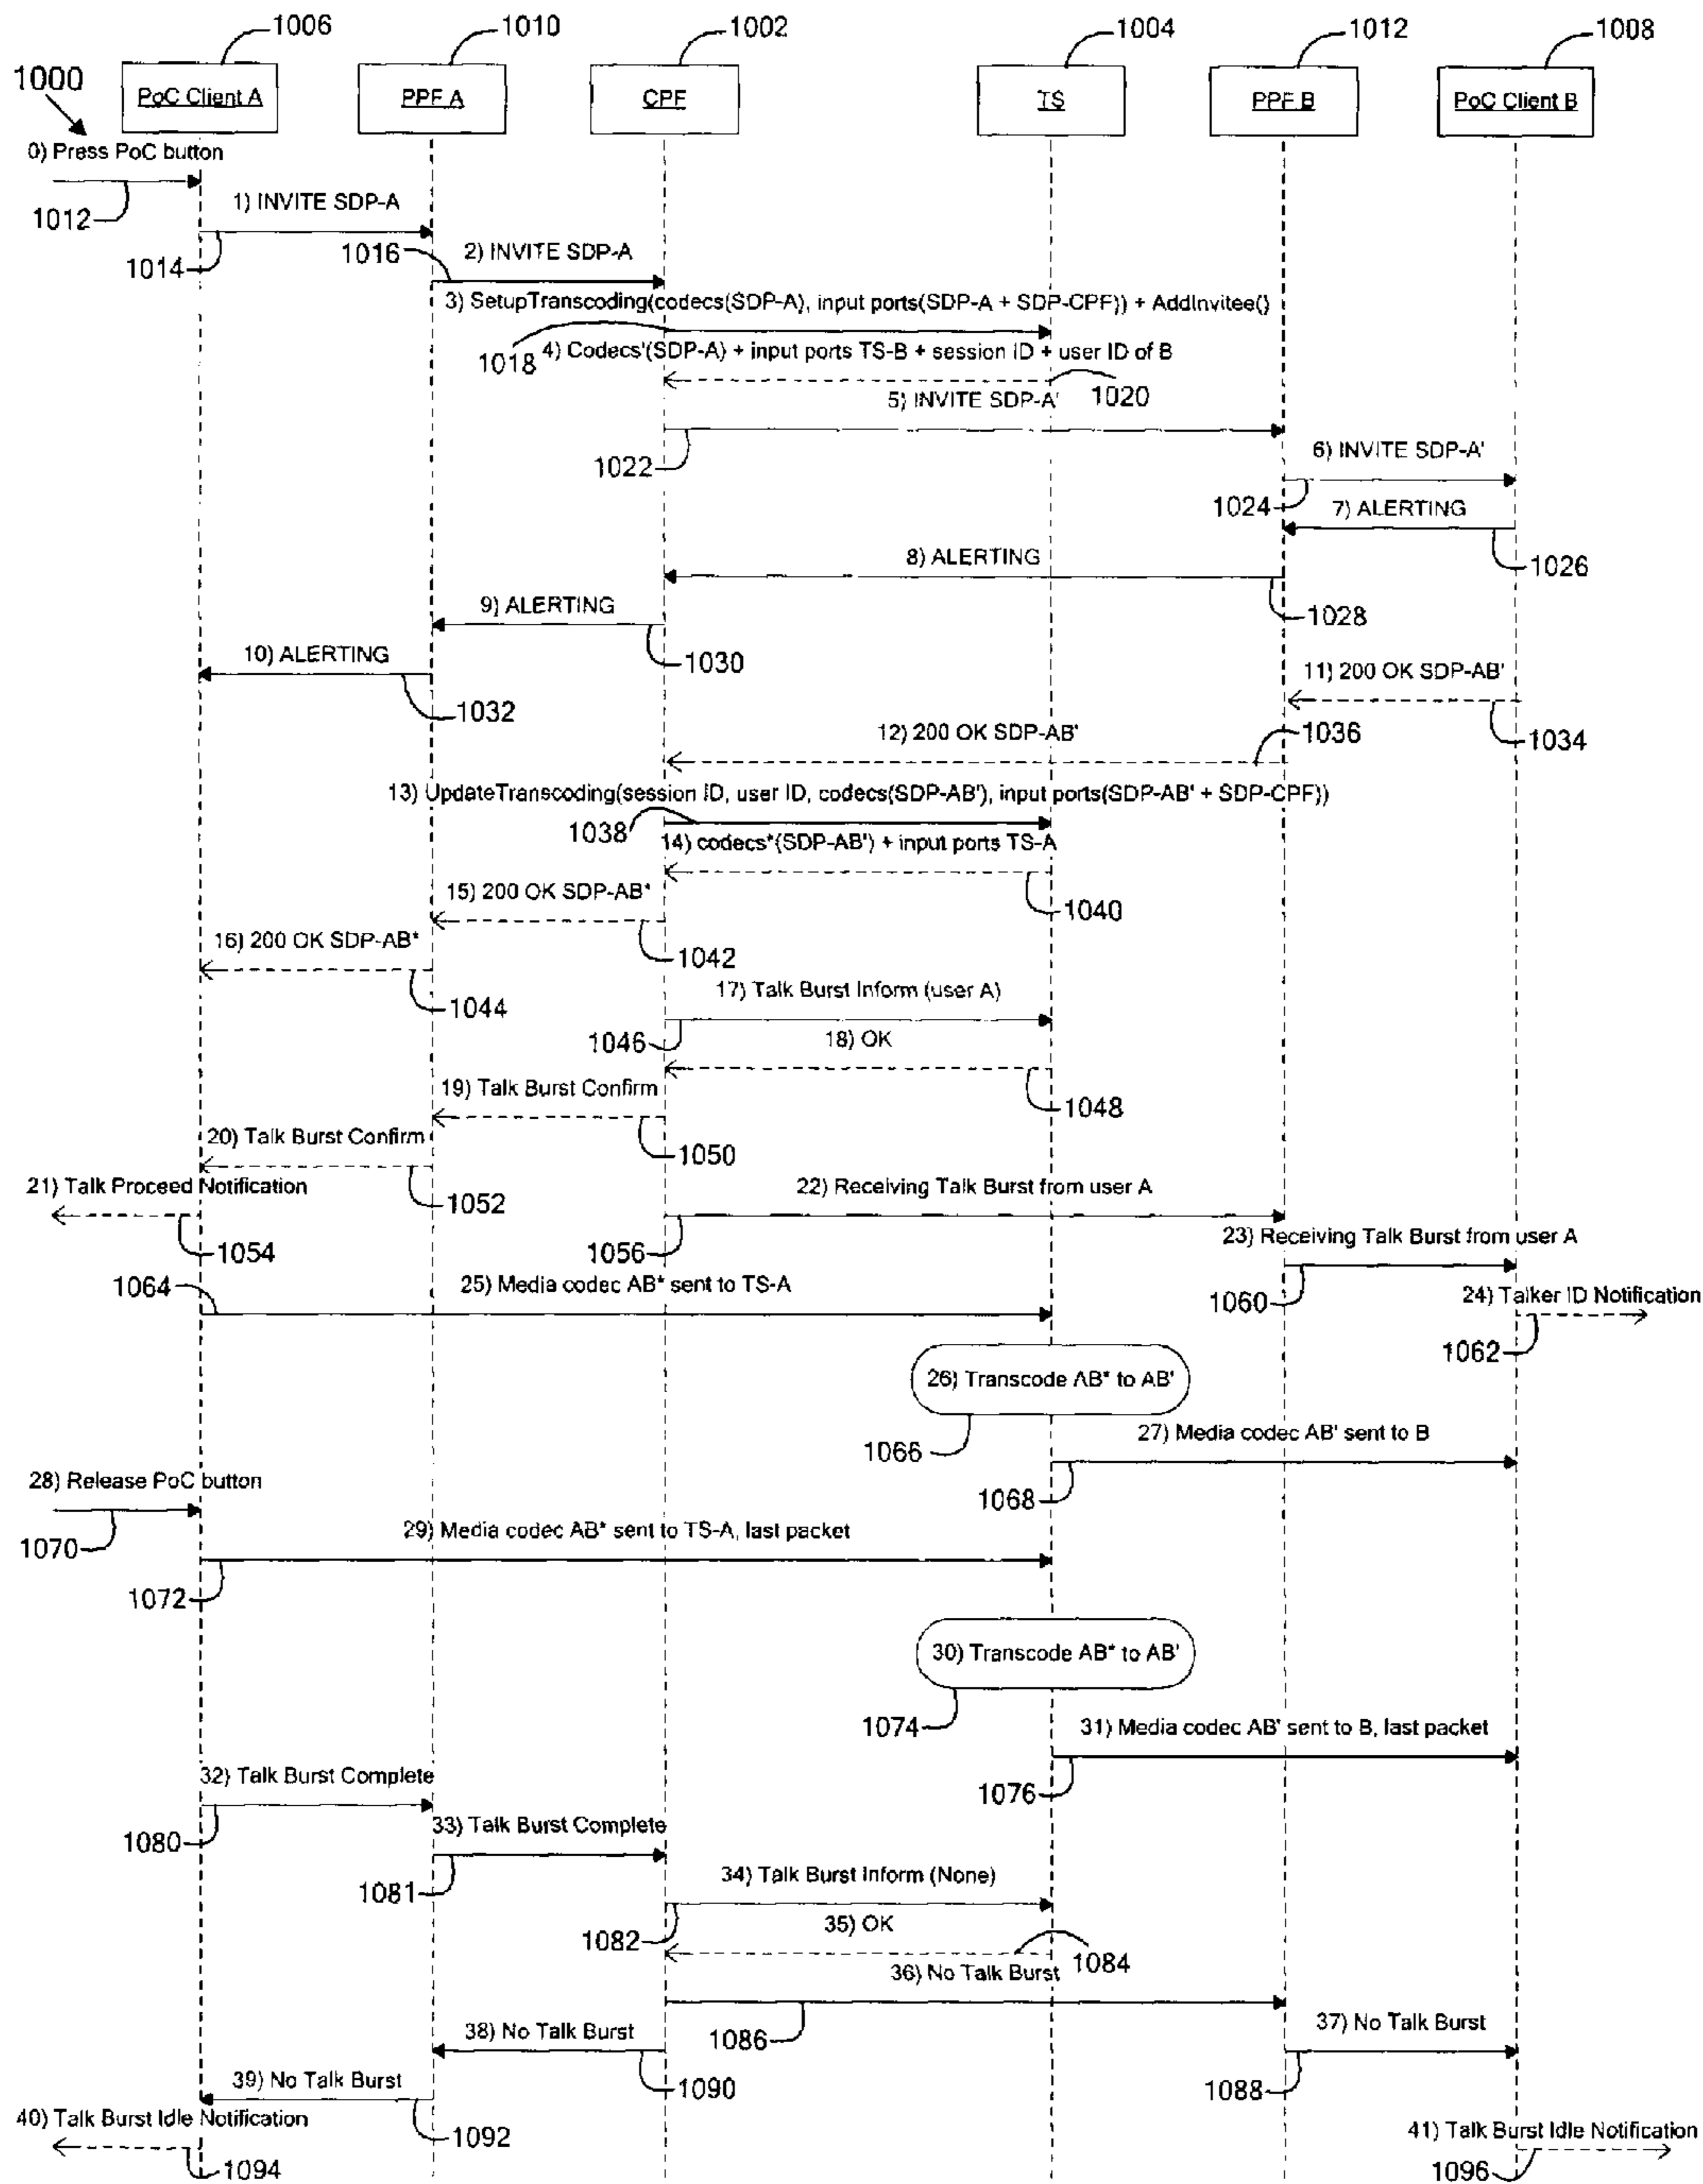 1006
1010
1002
1004
1012
1008
1000
PoC Client A
PPF A
CPF
TS
PPF B
PoC Client B
0) Press PoC button
1012
1) INVITE SDP-A
1014
1016
2) INVITE SDP-A
3) SetupTranscoding(codecs(SDP-A), input ports(SDP-A + SDP-CPF)) + AddInvitee()
1018
4) Codecs'(SDP-A) + input ports TS-B + session ID + user ID of B
1020
5) INVITE SDP-A'
1022
6) INVITE SDP-A'
1024
7) ALERTING
1026
8) ALERTING
1028
9) ALERTING
1030
10) ALERTING
1032
11) 200 OK SDP-AB'
1034
12) 200 OK SDP-AB'
1036
13) UpdateTranscoding(session ID, user ID, codecs(SDP-AB'), input ports(SDP-AB' + SDP-CPF))
1038
14) codecs*(SDP-AB') + input ports TS-A
1040
15) 200 OK SDP-AB*
1042
16) 200 OK SDP-AB*
1044
17) Talk Burst Inform (user A)
1046
18) OK
1048
19) Talk Burst Confirm
1050
20) Talk Burst Confirm
1052
21) Talk Proceed Notification
1054
22) Receiving Talk Burst from user A
1056
23) Receiving Talk Burst from user A
1060
1064
25) Media codec AB* sent to TS-A
24) Talker ID Notification
1062
26) Transcode AB* to AB'
1066
27) Media codec AB' sent to B
1068
28) Release PoC button
1070
29) Media codec AB* sent to TS-A, last packet
1072
30) Transcode AB* to AB'
1074
31) Media codec AB' sent to B, last packet
1076
32) Talk Burst Complete
1080
33) Talk Burst Complete
1081
34) Talk Burst Inform (None)
1082
35) OK
1084
36) No Talk Burst
1086
37) No Talk Burst
1088
38) No Talk Burst
1090
39) No Talk Burst
1092
40) Talk Burst Idle Notification
1094
41) Talk Burst Idle Notification
1096